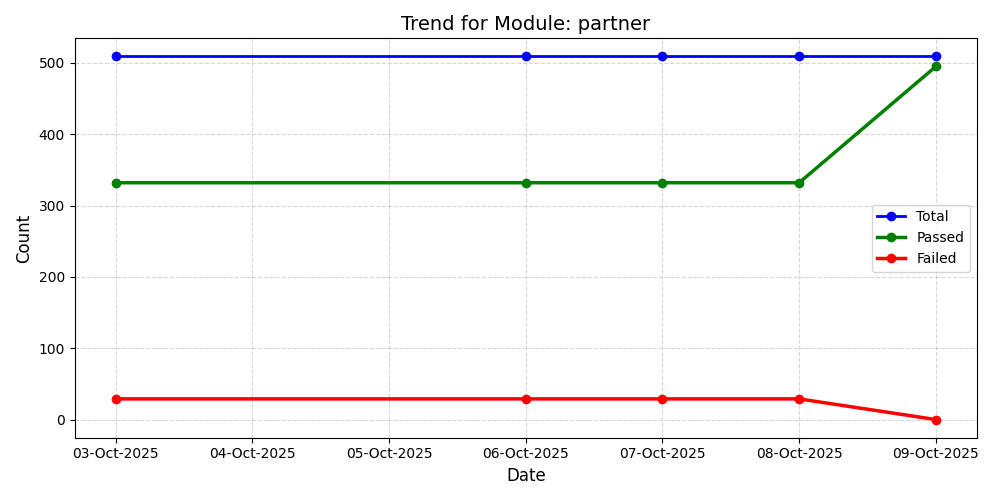 Trend for Module: partner
500
400
300
200
100
0
Count
Total
Passed
Failed
03-Oct-2025 04-Oct-2025 05-Oct-2025 06-Oct-2025 07-Oct-2025 08-Oct-2025 09-Oct-2025
Date